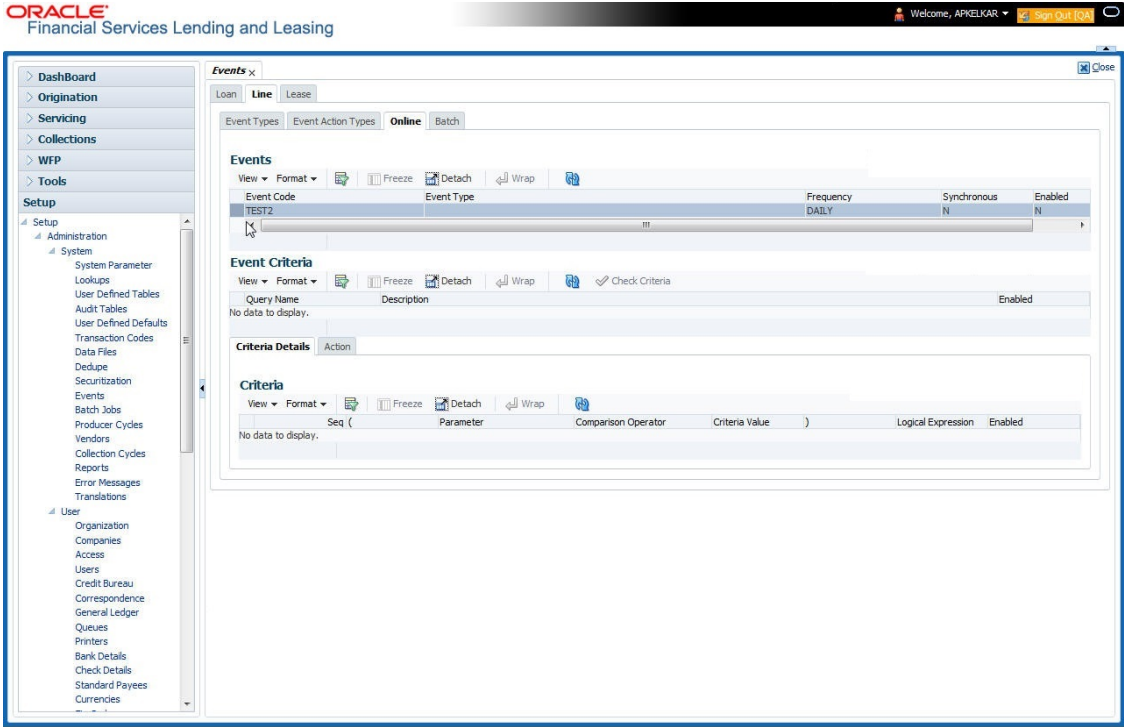 ORACLE
Financial Services Lending and Leasing
Welcome, APKELKAR
Sign Out [QA]
Close
DashBoard
Origination
Servicing
Collections
WFP
Tools
Setup
Setup
Administration
System
System Parameter
Lookups
User Defined Tables
Audit Tables
User Defined Defaults
Transaction Codes
Data Files
Dedupe
Securitization
Events
Batch Jobs
Producer Cycles
Vendors
Collection Cycles
Reports
Error Messages
Translations
User
Organization
Companies
Access
Users
Credit Bureau
Correspondence
General Ledger
Queues
Printers
Bank Details
Check Details
Standard Payees
Currencies
Events
Loan Line Lease
Event Types Event Action Types Online Batch
Events
View Format Freeze Detach Wrap
Event Code Event Type Frequency Synchronous Enabled
TEST2 DAILY N N
Event Criteria
View Format Freeze Detach Wrap Check Criteria
Query Name Description Enabled
No data to display.
Criteria Details Action
Criteria
View Format Freeze Detach Wrap
Seq ( Parameter Comparison Operator Criteria Value ) Logical Expression Enabled
No data to display.